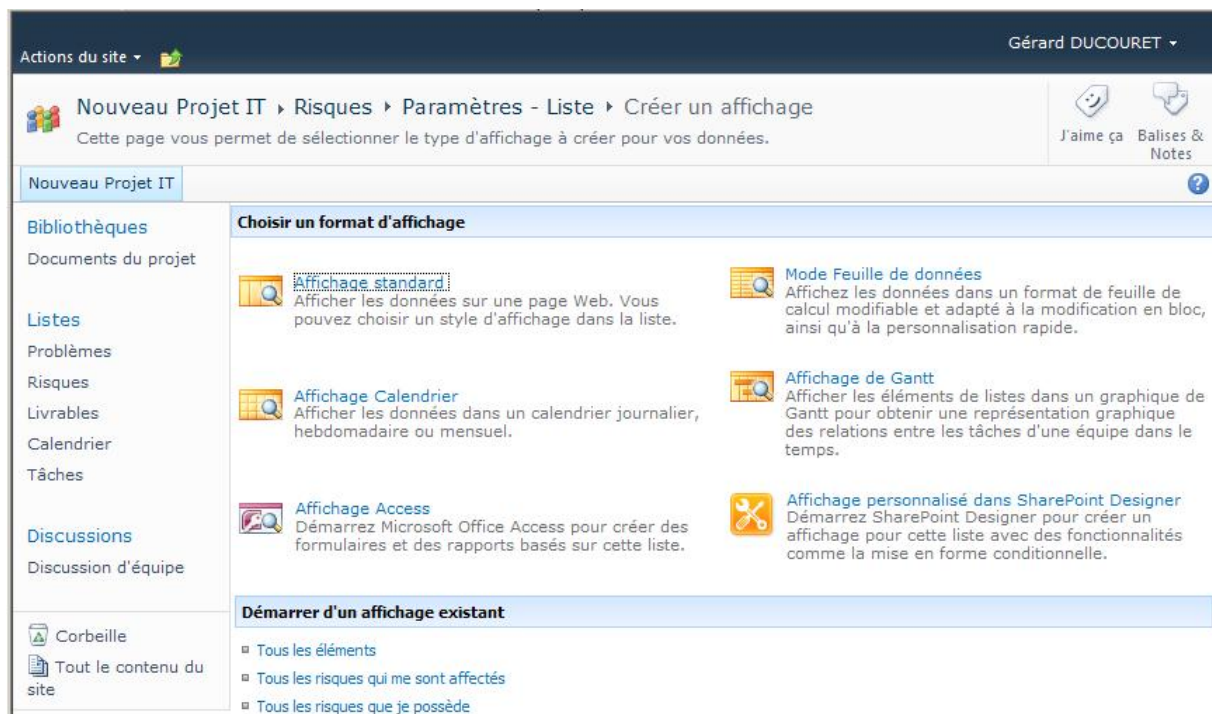 Gérard DUCOURET
Actions du site
Nouveau Projet IT ▸ Risques ▸ Paramètres - Liste ▸ Créer un affichage
Cette page vous permet de sélectionner le type d'affichage à créer pour vos données.
J'aime ça
Balises &
Notes
Nouveau Projet IT
Bibliothèques
Documents du projet
Listes
Problèmes
Risques
Livrables
Calendrier
Tâches
Discussions
Discussion d'équipe
Corbeille
Tout le contenu du
site
Choisir un format d'affichage
Affichage standard
Afficher les données sur une page Web. Vous
pouvez choisir un style d'affichage dans la liste.
Mode Feuille de données
Affichez les données dans un format de feuille de
calcul modifiable et adapté à la modification en bloc,
ainsi qu'à la personnalisation rapide.
Affichage Calendrier
Afficher les données dans un calendrier journalier,
hebdomadaire ou mensuel.
Affichage de Gantt
Afficher les éléments de listes dans un graphique de
Gantt pour obtenir une représentation graphique
des relations entre les tâches d'une équipe dans le
temps.
Affichage Access
Démarrez Microsoft Office Access pour créer des
formulaires et des rapports basés sur cette liste.
Affichage personnalisé dans SharePoint Designer
Démarrez SharePoint Designer pour créer un
affichage pour cette liste avec des fonctionnalités
comme la mise en forme conditionnelle.
Démarrer d'un affichage existant
Tous les éléments
Tous les risques qui me sont affectés
Tous les risques que je possède